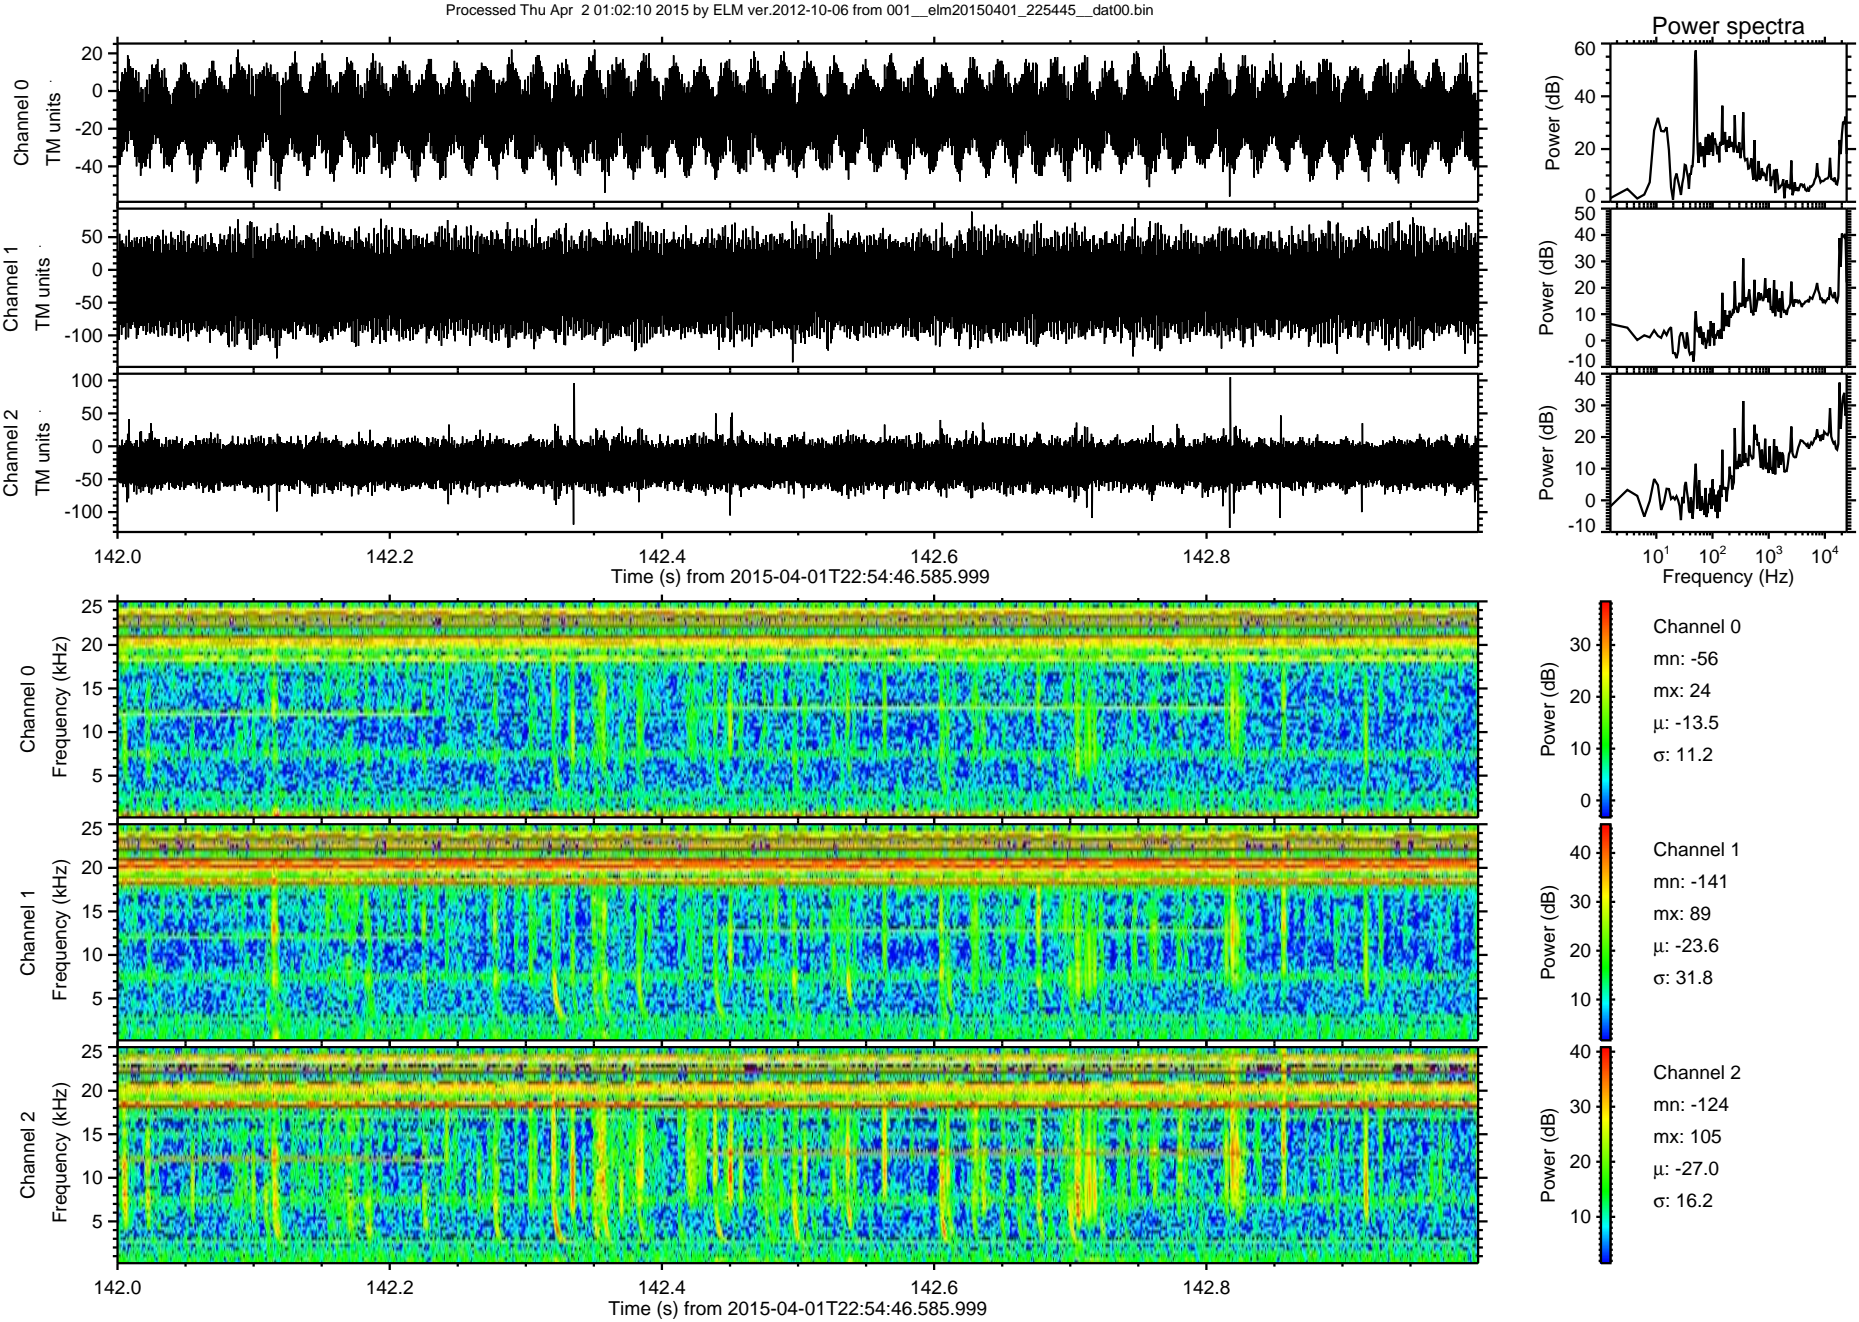 Processed Thu Apr  2 01:02:10 2015 by ELM ver.2012-10-06 from 001__elm20150401_225445__dat00.bin
Power spectra
Channel 0
TM units
20
0
-20
-40
Power (dB)
60
40
20
0
Channel 1
TM units
50
0
-50
-100
Power (dB)
50
40
30
20
10
0
-10
Channel 2
TM units
100
50
0
-50
-100
Power (dB)
40
30
20
10
0
-10
142.0 142.2 142.4 142.6 142.8
Time (s) from 2015-04-01T22:54:46.585.999
10^1 10^2 10^3 10^4
Frequency (Hz)
Channel 0
Frequency (kHz)
25
20
15
10
5
Power (dB)
30
20
10
0
Channel 0
mn: -56
mx: 24
μ: -13.5
σ: 11.2
Channel 1
Frequency (kHz)
25
20
15
10
5
Power (dB)
40
30
20
10
Channel 1
mn: -141
mx: 89
μ: -23.6
σ: 31.8
Channel 2
Frequency (kHz)
25
20
15
10
5
Power (dB)
40
30
20
10
Channel 2
mn: -124
mx: 105
μ: -27.0
σ: 16.2
142.0 142.2 142.4 142.6 142.8
Time (s) from 2015-04-01T22:54:46.585.999